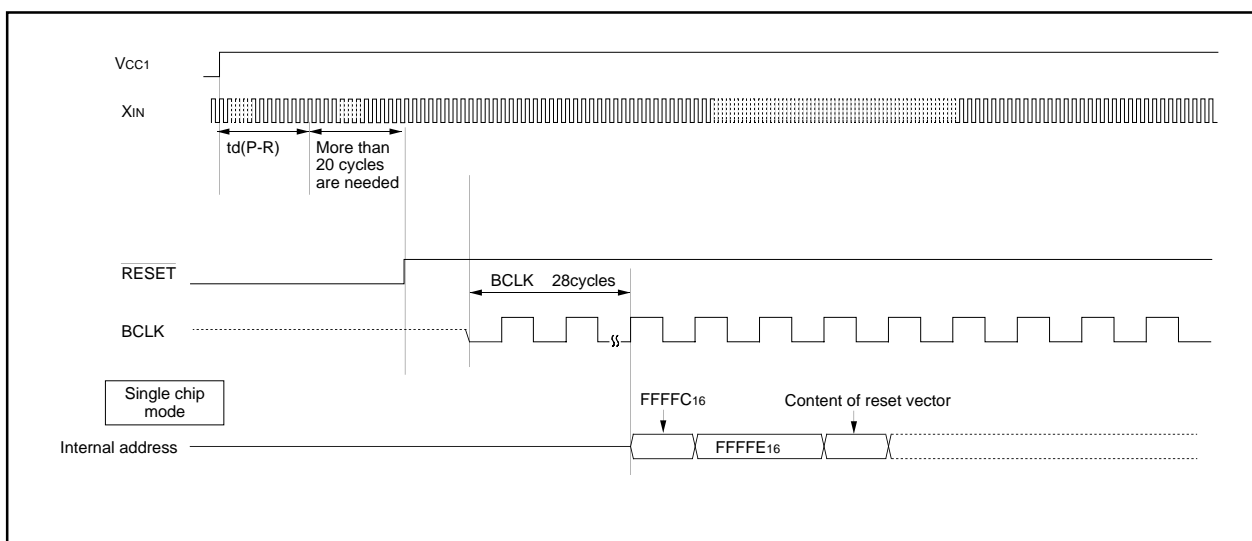 VCC1
XIN
td(P-R)
More than
20 cycles
are needed
RESET
BCLK 28cycles
BCLK
Single chip
mode
FFFFC16
Content of reset vector
Internal address
FFFFE16